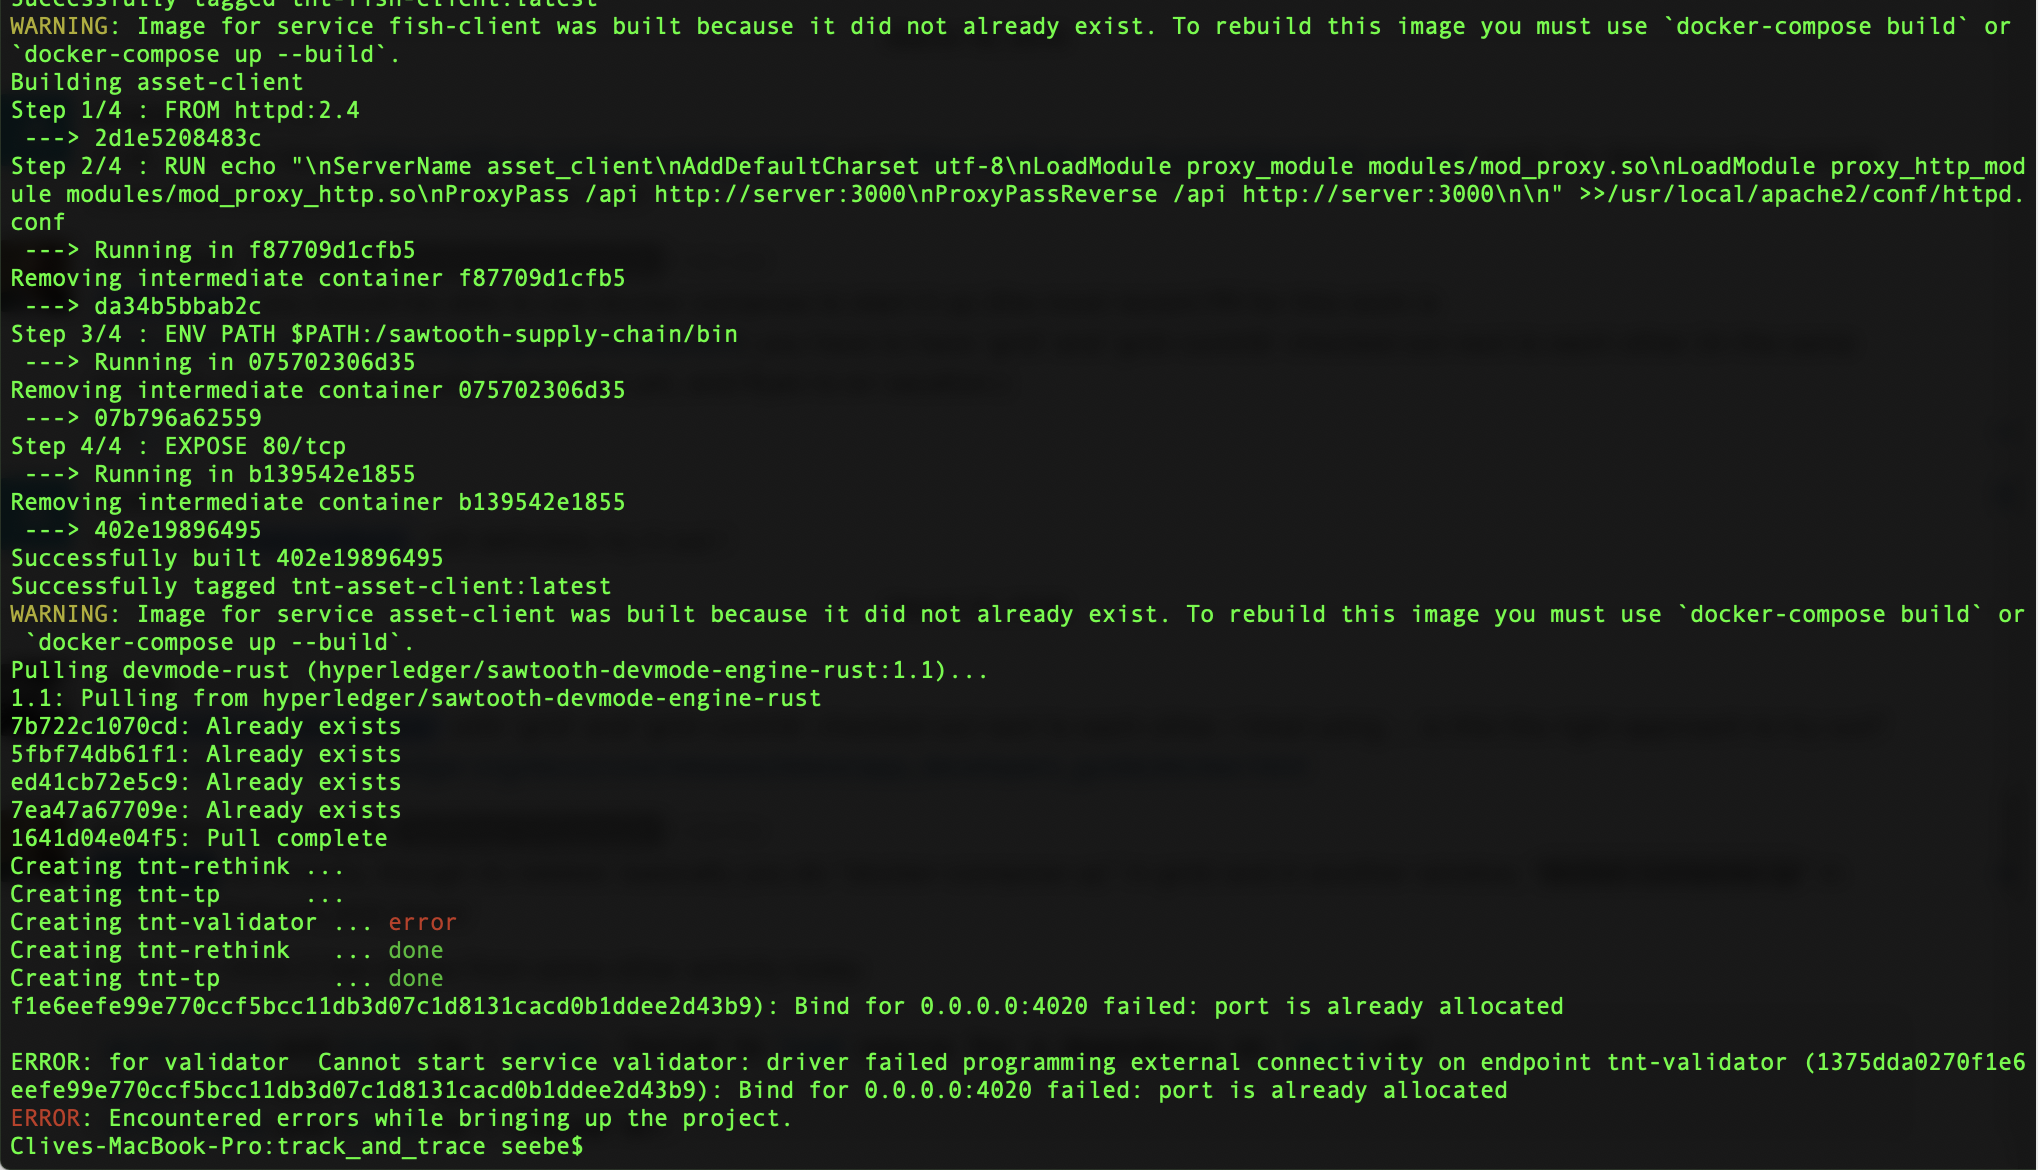 Successfully tagged tnt-fish-client:latest
WARNING: Image for service fish-client was built because it did not already exist. To rebuild this image you must use `docker-compose build` or
`docker-compose up --build`.
Building asset-client
Step 1/4 : FROM httpd:2.4
 ---> 2d1e5208483c
Step 2/4 : RUN echo "\nServerName asset_client\nAddDefaultCharset utf-8\nLoadModule proxy_module modules/mod_proxy.so\nLoadModule proxy_http_mod
ule modules/mod_proxy_http.so\nProxyPass /api http://server:3000\nProxyPassReverse /api http://server:3000\n\n" >>/usr/local/apache2/conf/httpd.
conf
 ---> Running in f87709d1cfb5
Removing intermediate container f87709d1cfb5
 ---> da34b5bbab2c
Step 3/4 : ENV PATH $PATH:/sawtooth-supply-chain/bin
 ---> Running in 075702306d35
Removing intermediate container 075702306d35
 ---> 07b796a62559
Step 4/4 : EXPOSE 80/tcp
 ---> Running in b139542e1855
Removing intermediate container b139542e1855
 ---> 402e19896495
Successfully built 402e19896495
Successfully tagged tnt-asset-client:latest
WARNING: Image for service asset-client was built because it did not already exist. To rebuild this image you must use `docker-compose build` or
 `docker-compose up --build`.
Pulling devmode-rust (hyperledger/sawtooth-devmode-engine-rust:1.1)...
1.1: Pulling from hyperledger/sawtooth-devmode-engine-rust
7b722c1070cd: Already exists
5fbf74db61f1: Already exists
ed41cb72e5c9: Already exists
7ea47a67709e: Already exists
1641d04e04f5: Pull complete
Creating tnt-rethink ...
Creating tnt-tp      ...
Creating tnt-validator ... error
Creating tnt-rethink   ... done
Creating tnt-tp        ... done
f1e6eefe99e770ccf5bcc11db3d07c1d8131cacd0b1ddee2d43b9): Bind for 0.0.0.0:4020 failed: port is already allocated
ERROR: for validator  Cannot start service validator: driver failed programming external connectivity on endpoint tnt-validator (1375dda0270f1e6
eefe99e770ccf5bcc11db3d07c1d8131cacd0b1ddee2d43b9): Bind for 0.0.0.0:4020 failed: port is already allocated
ERROR: Encountered errors while bringing up the project.
Clives-MacBook-Pro:track_and_trace seebe$